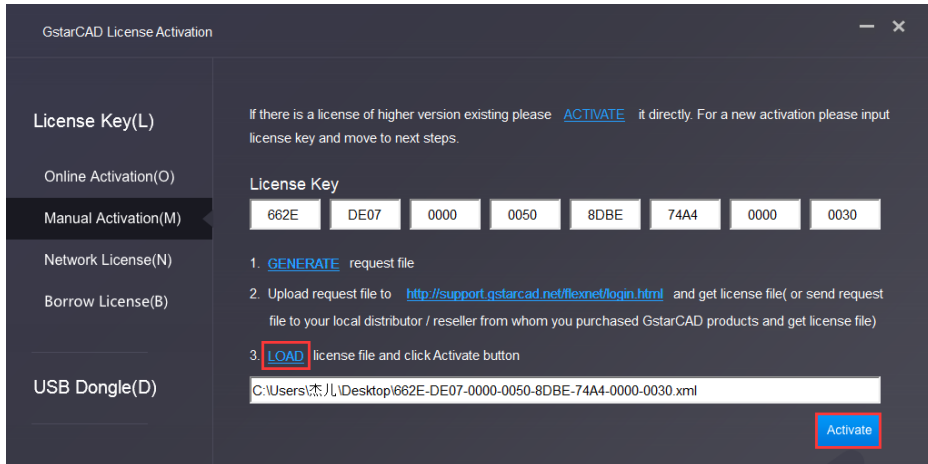 GstarCAD License Activation
License Key(L)
Online Activation(O)
Manual Activation(M)
Network License(N)
Borrow License(B)
USB Dongle(D)
If there is a license of higher version existing please ACTIVATE it directly. For a new activation please input
license key and move to next steps.
License Key
662E DE07 0000 0050 8DBE 74A4 0000 0030
1. GENERATE request file
2. Upload request file to http://support.gstarcad.net/flexnet/login.html and get license file( or send request
file to your local distributor / reseller from whom you purchased GstarCAD products and get license file)
3. LOAD license file and click Activate button
C:\Users\杰儿\Desktop\662E-DE07-0000-0050-8DBE-74A4-0000-0030.xml
Activate